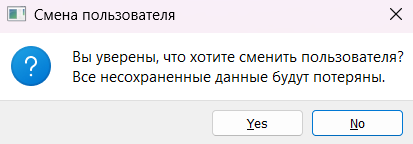 Смена пользователя
Вы уверены, что хотите сменить пользователя?
Все несохраненные данные будут потеряны.
Yes
No